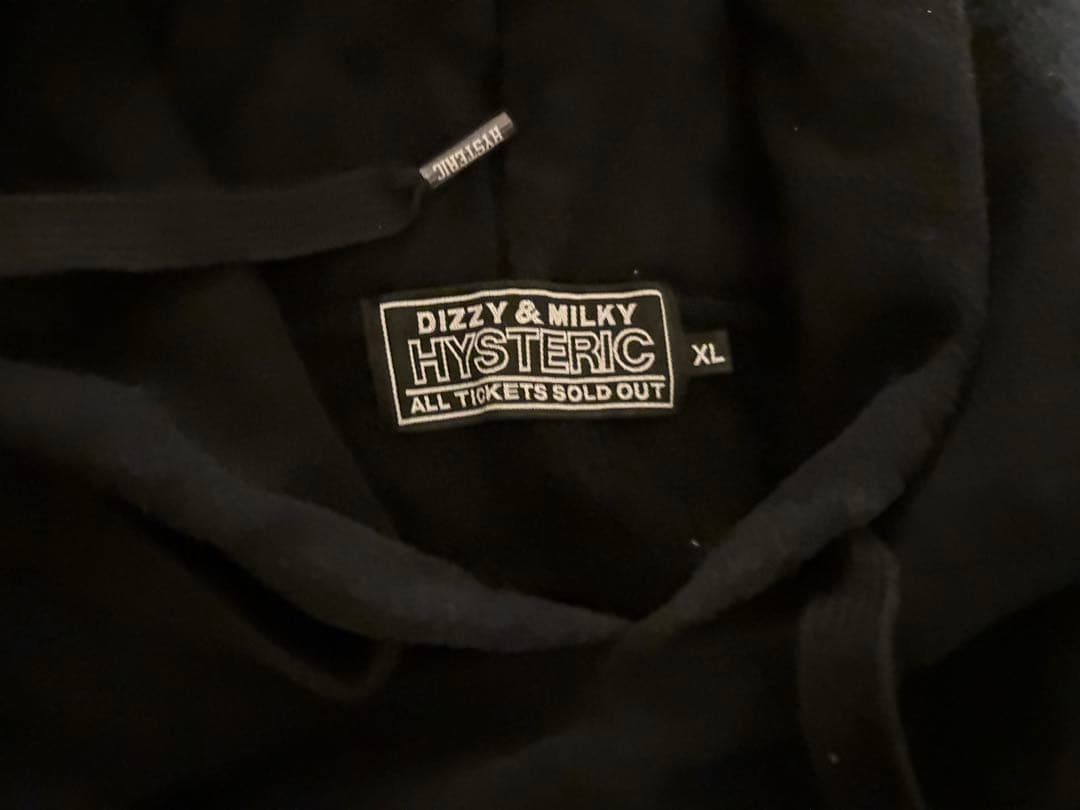 HYSTERIC
DIZZY & MILKY
HYSTERIC
XL
ALL TICKETS SOLD OUT